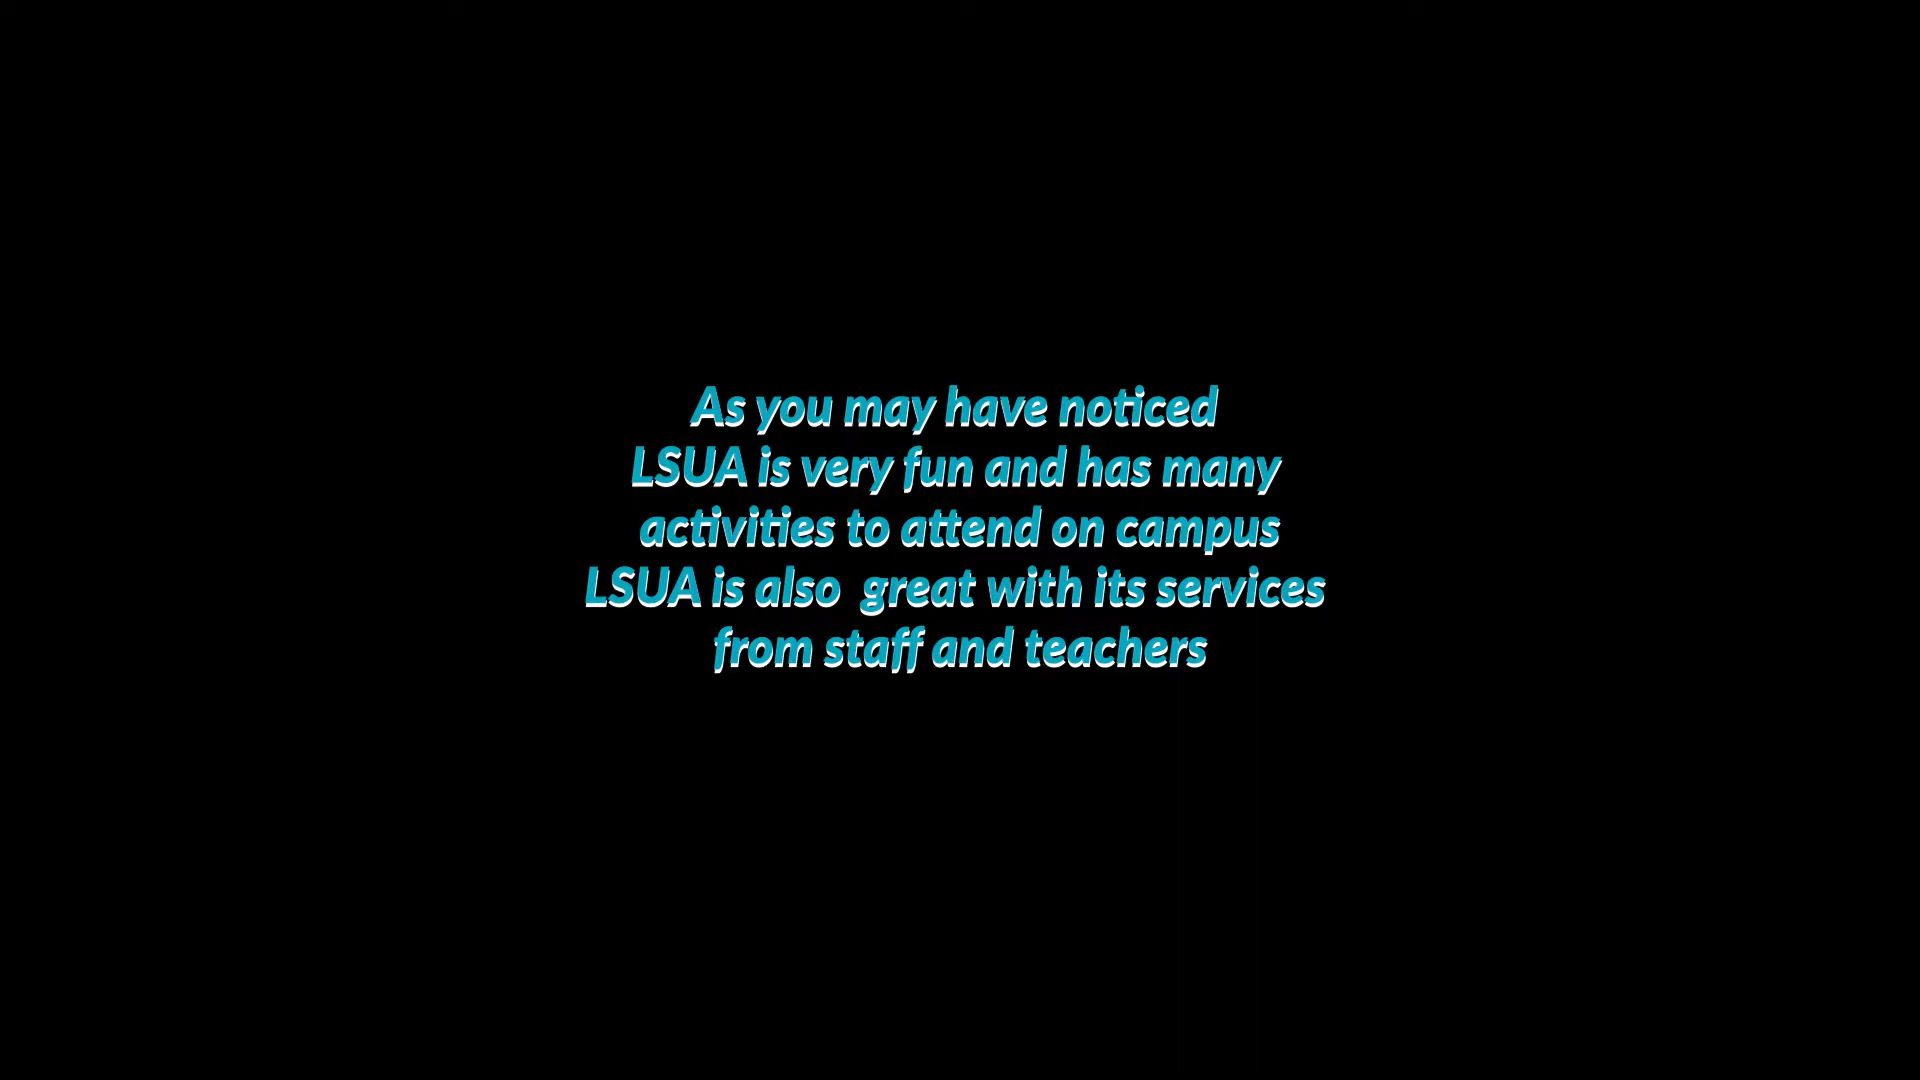 As you may have noticed
LSUA is very fun and has many
activities to attend on campus
LSUA is also  great with its services
from staff and teachers